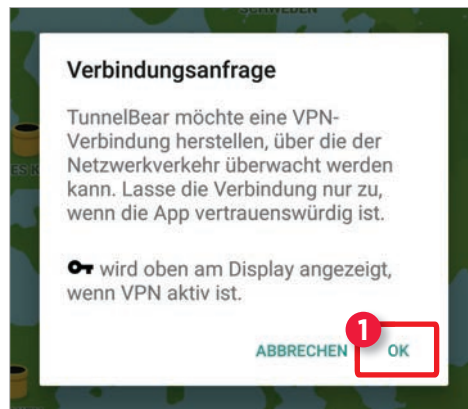 SCHWEDEN
Verbindungsanfrage
TunnelBear möchte eine VPN-
Verbindung herstellen, über die der
Netzwerkverkehr überwacht werden
kann. Lasse die Verbindung nur zu,
wenn die App vertrauenswürdig ist.
wird oben am Display angezeigt,
wenn VPN aktiv ist.
1
ABBRECHEN OK